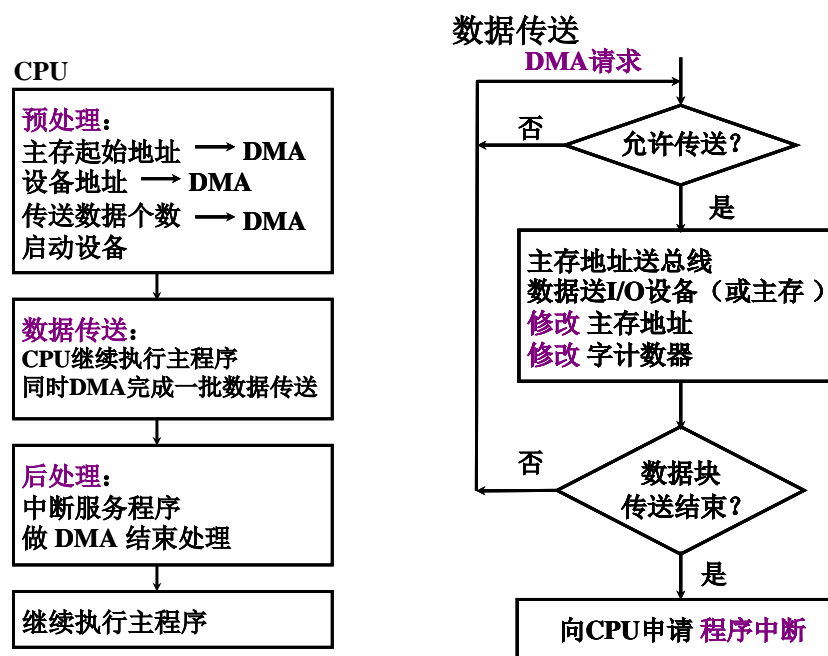 CPU
预处理：
主存起始地址 → DMA
设备地址 → DMA
传送数据个数 → DMA
启动设备
数据传送：
CPU继续执行主程序
同时DMA完成一批数据传送
后处理：
中断服务程序
做 DMA 结束处理
继续执行主程序
数据传送
DMA请求
允许传送？
否
是
主存地址送总线
数据送I/O设备（或主存 ）
修改 主存地址
修改 字计数器
否
数据块
传送结束？
是
向CPU申请 程序中断